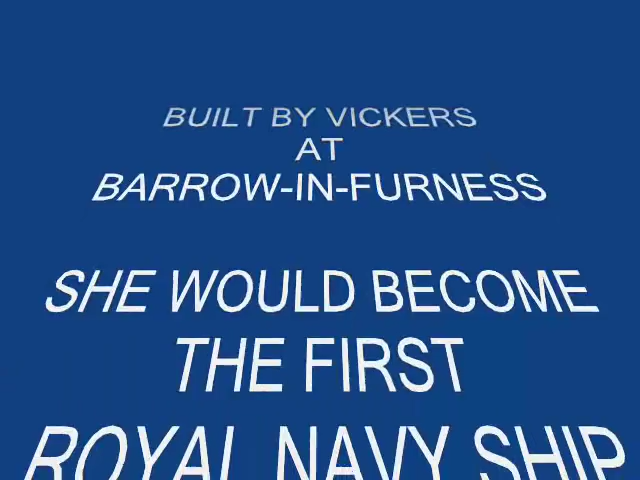 BUILT BY VICKERS
AT
BARROW-IN-FURNESS
SHE WOULD BECOME
THE FIRST
ROYAL NAVY SHIP